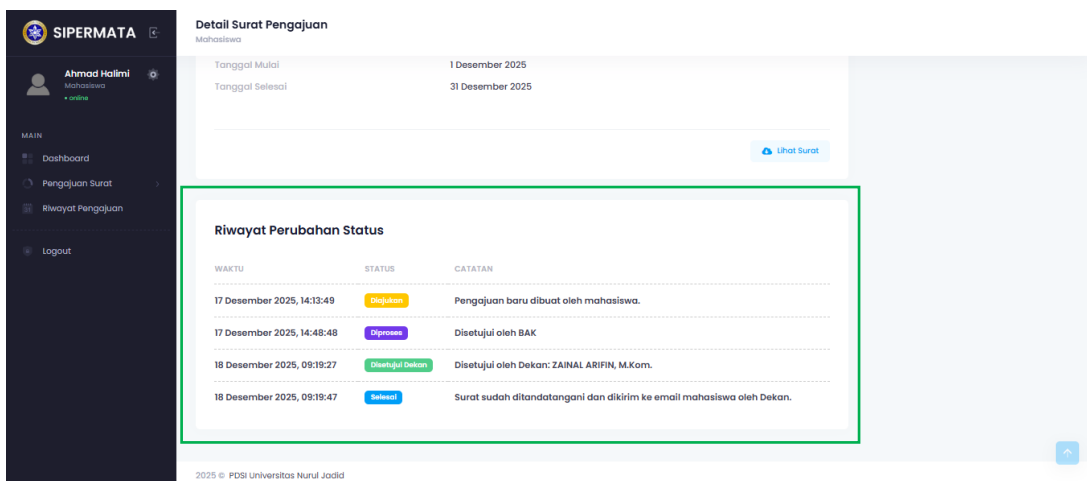 SIPERMATA
Ahmad Halimi
Mahasiswa
• online
MAIN
Dashboard
Pengajuan Surat
Riwayat Pengajuan
Logout
Detail Surat Pengajuan
Mahasiswa
Tanggal Mulai 1 Desember 2025
Tanggal Selesai 31 Desember 2025
Lihat Surat
Riwayat Perubahan Status
WAKTU STATUS CATATAN
17 Desember 2025, 14:13:49 Diajukan Pengajuan baru dibuat oleh mahasiswa.
17 Desember 2025, 14:48:48 Diproses Disetujui oleh BAK
18 Desember 2025, 09:19:27 Disetujui Dekan Disetujui oleh Dekan: ZAINAL ARIFIN, M.Kom.
18 Desember 2025, 09:19:47 Selesai Surat sudah ditandatangani dan dikirim ke email mahasiswa oleh Dekan.
2025 © PDSI Universitas Nurul Jadid